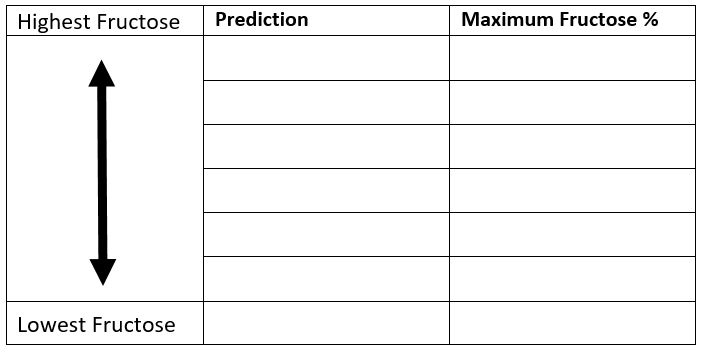 Highest Fructose
Prediction
Maximum Fructose %
Lowest Fructose